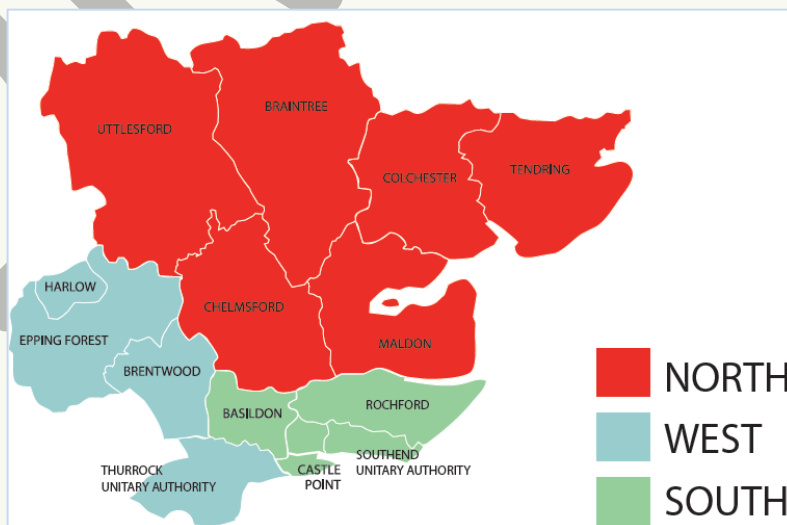 BRAINTREE
UTTLESFORD
TENDRING
COLCHESTER
HARLOW
CHELMSFORD
EPPING FOREST
MALDON
BRENTWOOD
ROCHFORD
BASILDON
SOUTHEND
UNITARY AUTHORITY
THURROCK
UNITARY AUTHORITY
CASTLE
POINT
NORTH
WEST
SOUTH